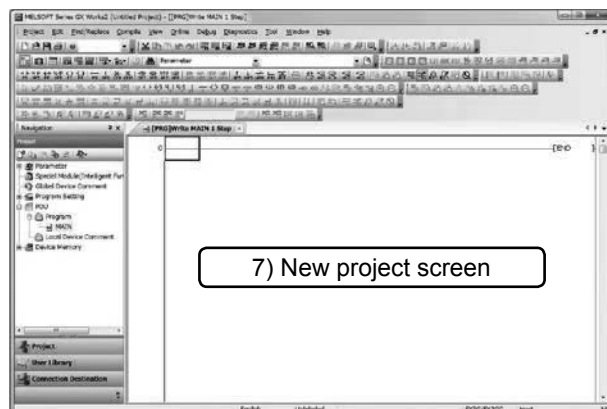 MELSOFT Series GX Works2 (Untitled Project) - [[PRG]Write MAIN 1 Step]
Project Edit Find/Replace Compile View Online Debug Diagnostics Tool Window Help
Parameter
Navigation
[PRG]Write MAIN 1 Step
Project
0
[END ]
Parameter
Special Module(Intelligent Fun
Global Device Comment
Program Setting
POU
Program
MAIN
Local Device Comment
Device Memory
7) New project screen
Project
User Library
Connection Destination
English Unlabeled Host